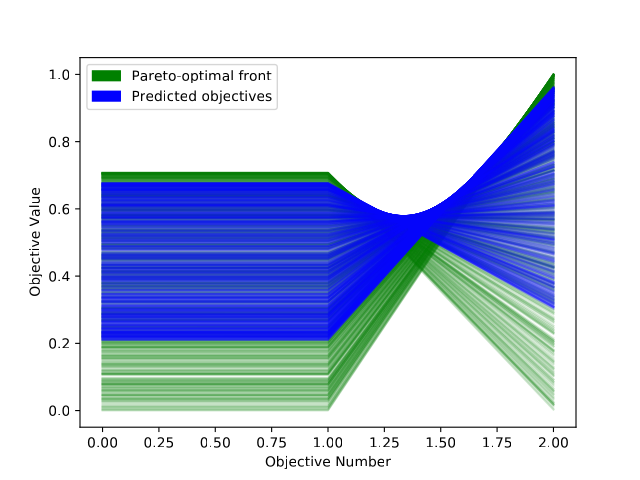 Pareto-optimal front
Predicted objectives
1.0
0.8
0.6
0.4
0.2
0.0
Objective Value
0.00 0.25 0.50 0.75 1.00 1.25 1.50 1.75 2.00
Objective Number